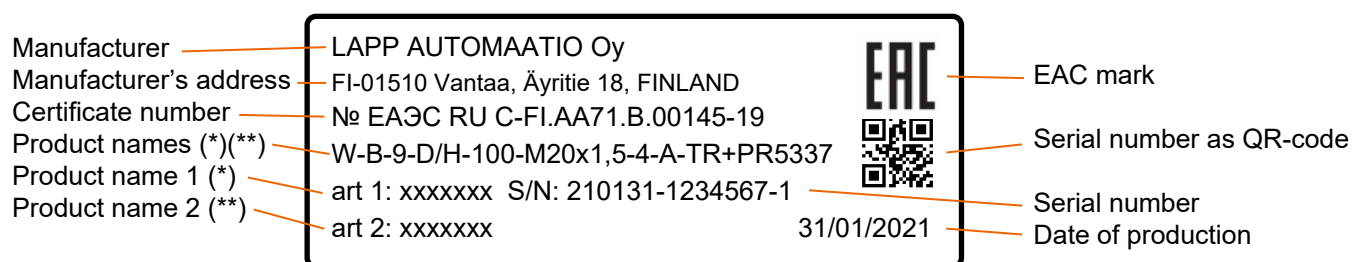 Manufacturer
Manufacturer's address
Certificate number
Product names (*)(**)
Product name 1 (*)
Product name 2 (**)
LAPP AUTOMAATIO Oy
FI-01510 Vantaa, Äyritie 18, FINLAND
№ ЕАЭС RU C-FI.AA71.B.00145-19
W-B-9-D/H-100-M20x1,5-4-A-TR+PR5337
art 1: xxxxxxx S/N: 210131-1234567-1
art 2: xxxxxxx
31/01/2021
EAC
EAC mark
Serial number as QR-code
Serial number
Date of production